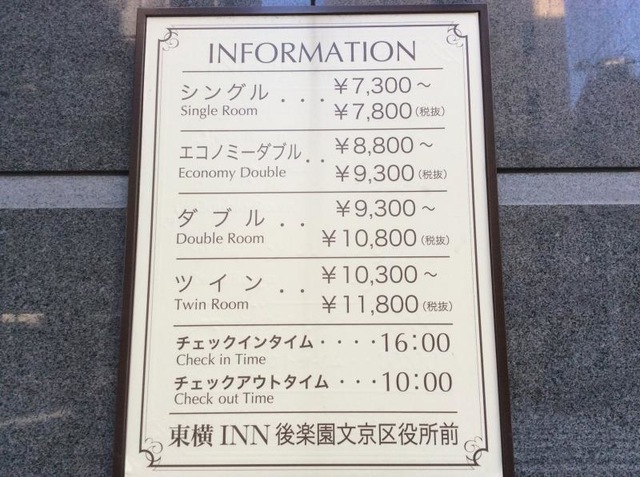 INFORMATION
シングル ・・・ ¥7,300～
Single Room ¥7,800(税抜)
エコノミーダブル ・・ ¥8,800～
Economy Double ¥9,300(税抜)
ダブル ・・ ¥9,300～
Double Room ¥10,800(税抜)
ツイン ・・ ¥10,300～
Twin Room ¥11,800(税抜)
チェックインタイム ・・・・ 16:00
Check in Time
チェックアウトタイム ・・・ 10:00
Check out Time
東横 INN 後楽園文京区役所前